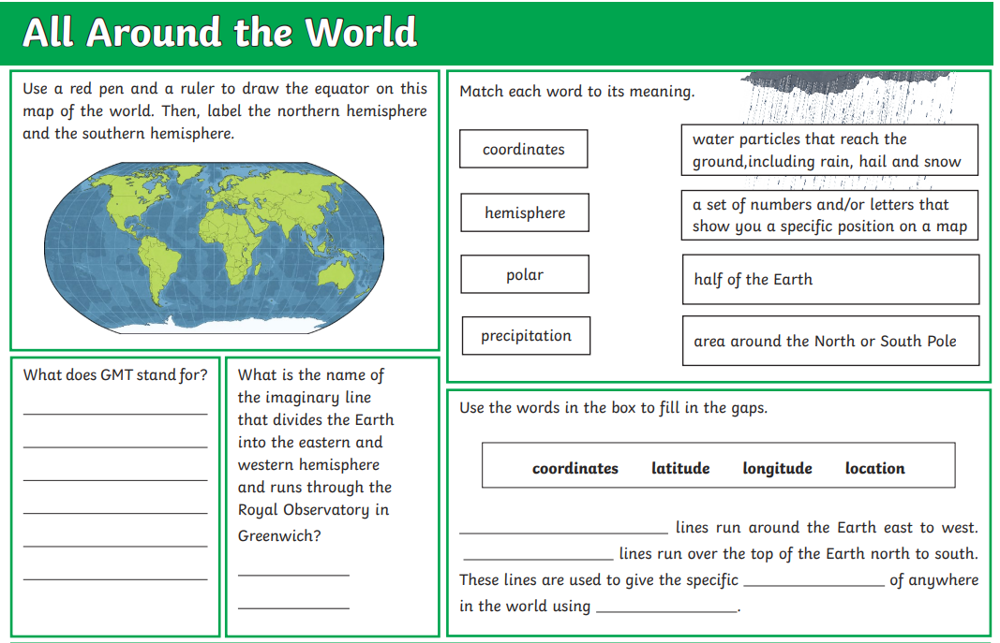 All Around the World
Use a red pen and a ruler to draw the equator on this
map of the world. Then, label the northern hemisphere
and the southern hemisphere.
Match each word to its meaning.
coordinates
hemisphere
polar
precipitation
water particles that reach the
ground,including rain, hail and snow
a set of numbers and/or letters that
show you a specific position on a map
half of the Earth
area around the North or South Pole
What does GMT stand for?
What is the name of
the imaginary line
that divides the Earth
into the eastern and
western hemisphere
and runs through the
Royal Observatory in
Greenwich?
Use the words in the box to fill in the gaps.
coordinates latitude longitude location
____________________ lines run around the Earth east to west.
____________________ lines run over the top of the Earth north to south.
These lines are used to give the specific ____________________ of anywhere
in the world using ____________________.